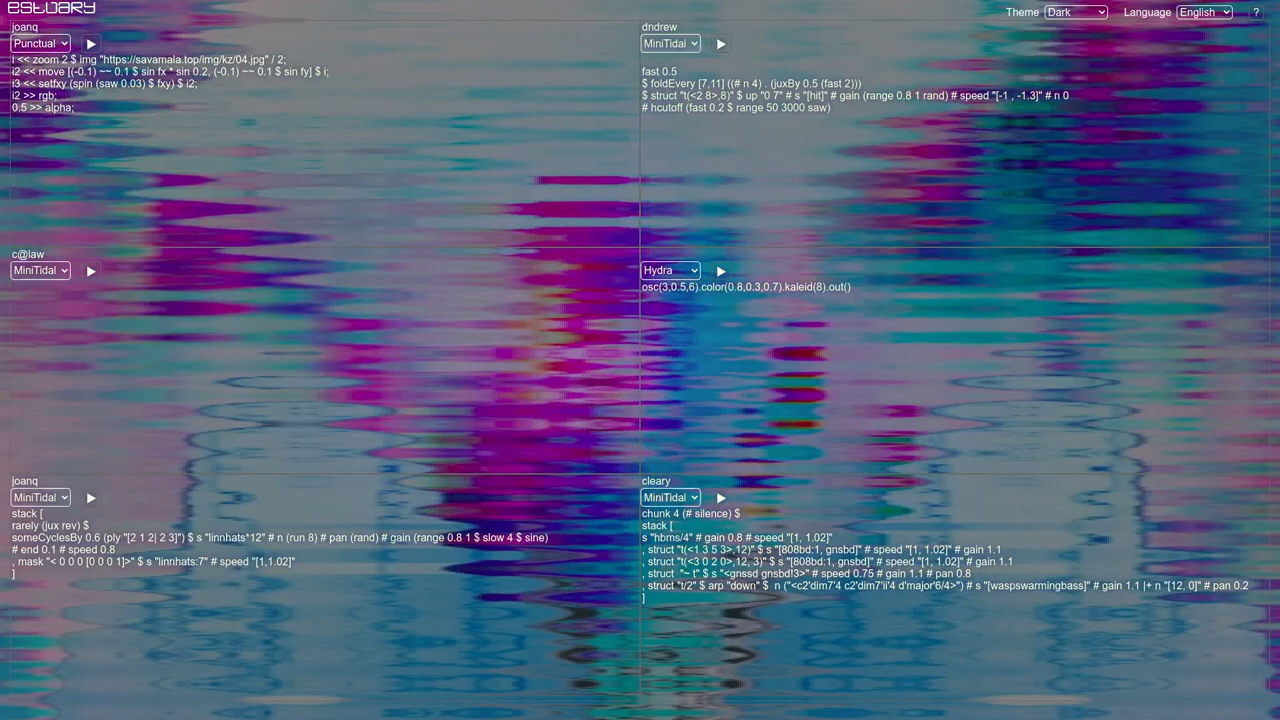 estuary
Theme Dark Language English ?
joanq
Punctual
i << zoom 2 $ img "https://savamala.top/img/kz/04.jpg" / 2;
i2 << move [(-0.1) ~~ 0.1 $ sin fx * sin 0.2, (-0.1) ~~ 0.1 $ sin fy] $ i;
i3 << setfxy (spin (saw 0.03) $ fxy) $ i2;
i2 >> rgb;
0.5 >> alpha;
dndrew
MiniTidal
fast 0.5
$ foldEvery [7,11] ((# n 4) . (juxBy 0.5 (fast 2)))
$ struct "t(<2 8>,8)" $ up "0 7" # s "[hit]" # gain (range 0.8 1 rand) # speed "[-1 , -1.3]" # n 0
# hcutoff (fast 0.2 $ range 50 3000 saw)
c@law
MiniTidal
Hydra
osc(3,0.5,6).color(0.8,0.3,0.7).kaleid(8).out()
joanq
MiniTidal
stack [
rarely (jux rev) $
someCyclesBy 0.6 (ply "[2 1 2| 2 3]") $ s "linnhats*12" # n (run 8) # pan (rand) # gain (range 0.8 1 $ slow 4 $ sine)
# end 0.1 # speed 0.8
, mask "< 0 0 0 [0 0 0 1]>" $ s "linnhats:7" # speed "[1,1.02]"
]
cleary
MiniTidal
chunk 4 (# silence) $
stack [
s "hbms/4" # gain 0.8 # speed "[1, 1.02]"
, struct "t(<1 3 5 3>,12)" $ s "[808bd:1, gnsbd]" # speed "[1, 1.02]" # gain 1.1
, struct "t(<3 0 2 0>,12, 3)" $ s "[808bd:1, gnsbd]" # speed "[1, 1.02]" # gain 1.1
, struct "~ t" $ s "<gnssd gnsbd!3>" # speed 0.75 # gain 1.1 # pan 0.8
, struct "t/2" $ arp "down" $ n ("<c2'dim7'4 c2'dim7'ii'4 d'major'6/4>") # s "[waspswarmingbass]" # gain 1.1 |+ n "[12, 0]" # pan 0.2
]